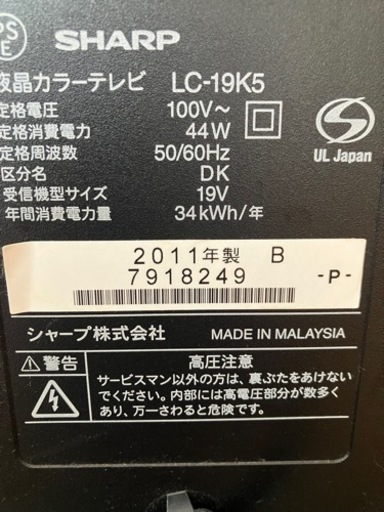 PS
E
SHARP
液晶カラーテレビ LC-19K5
定格電圧 100V～
定格消費電力 44W
定格周波数 50/60Hz
区分名 DK
受信機型サイズ 19V
年間消費電力量 34kWh/年
UL Japan
2011年製 B
7918249 -P-
シャープ株式会社 MADE IN MALAYSIA
警告 高圧注意
サービスマン以外の方は、裏ぶたをあけない
でください。内部には高電圧部分が数多く
あり、万一さわると危険です。